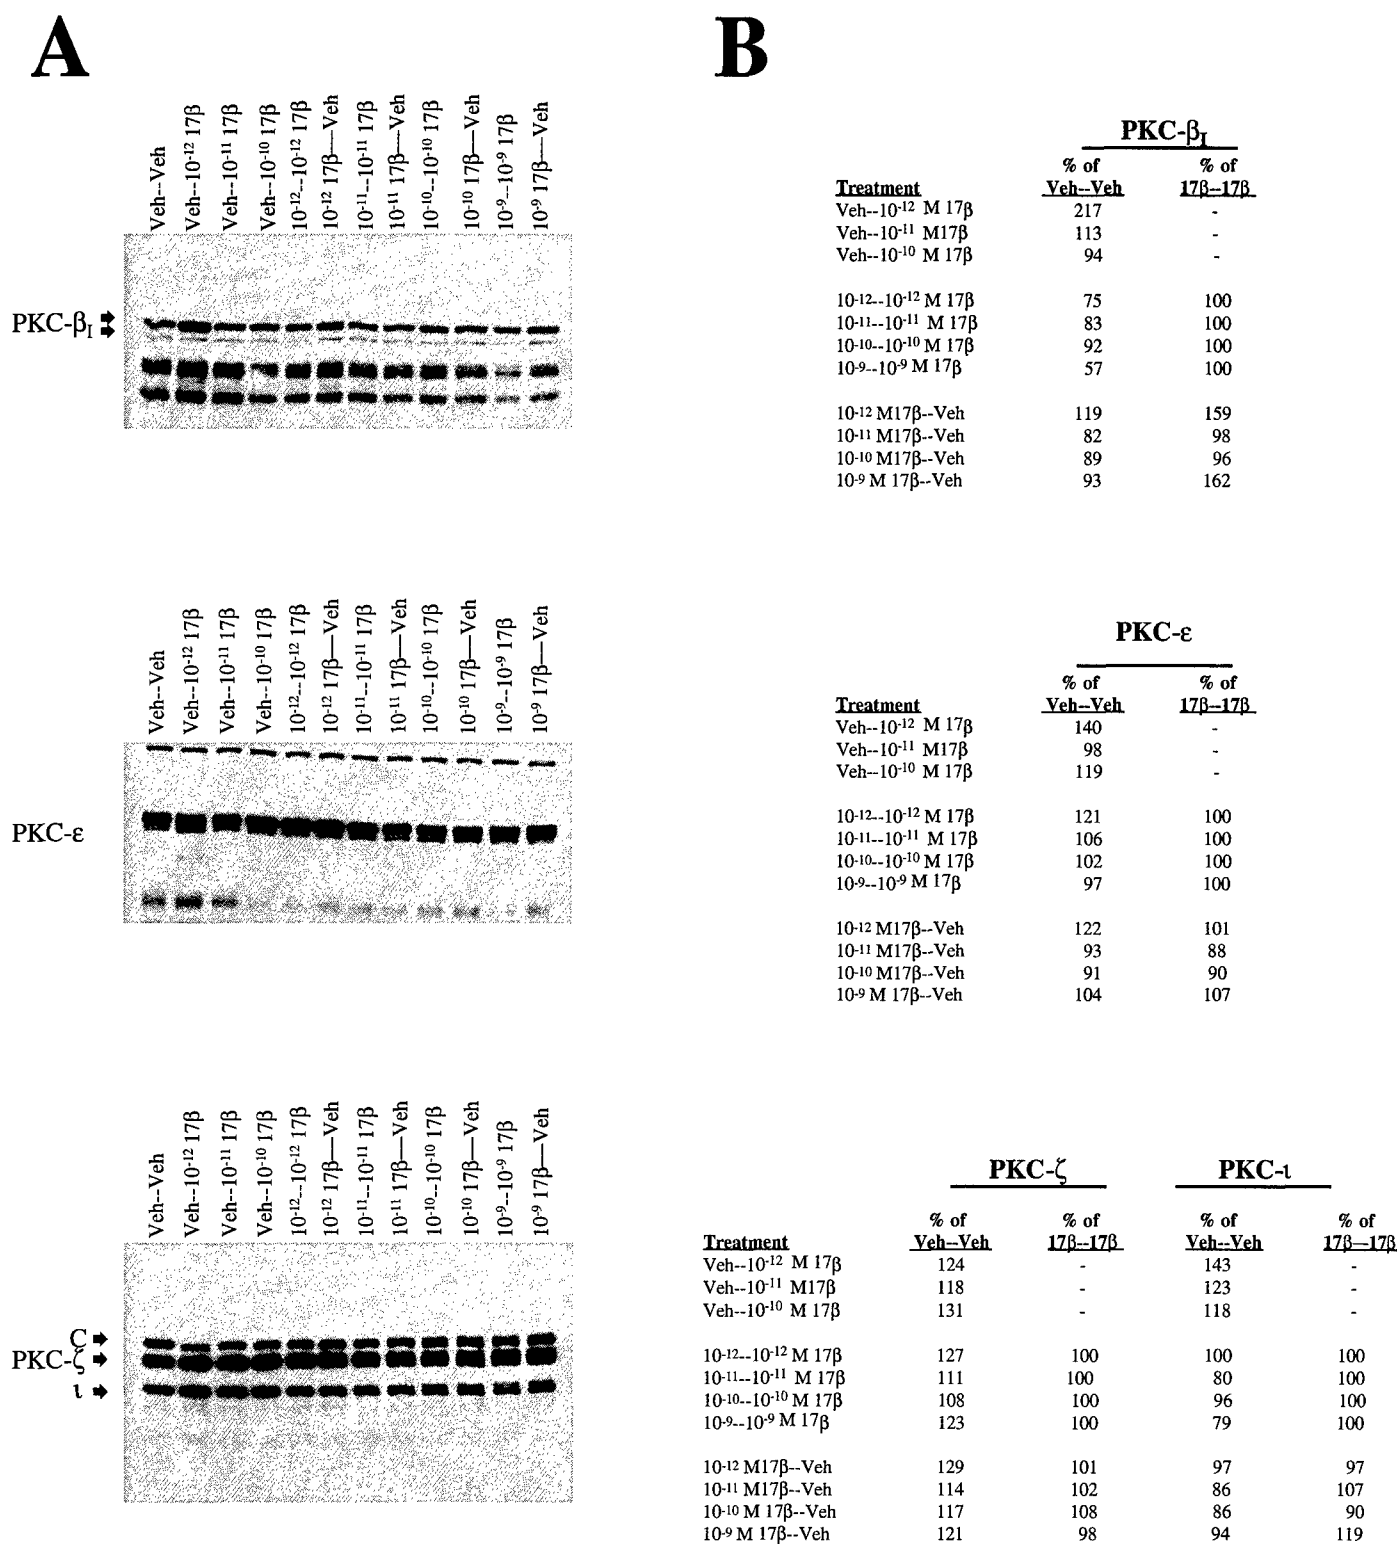 A
B
Veh--Veh
Veh--10⁻¹² 17β
Veh--10⁻¹¹ 17β
Veh--10⁻¹⁰ 17β
10⁻¹²--10⁻¹² 17β
10⁻¹² 17β—Veh
10⁻¹¹--10⁻¹¹ 17β
10⁻¹¹ 17β—Veh
10⁻¹⁰--10⁻¹⁰ 17β
10⁻¹⁰ 17β—Veh
10⁻⁹--10⁻⁹ 17β
10⁻⁹ 17β—Veh
PKC-βI
PKC-βI
% of % of
Treatment Veh--Veh 17β--17β
Veh--10⁻¹² M 17β 217 -
Veh--10⁻¹¹ M17β 113 -
Veh--10⁻¹⁰ M 17β 94 -
10⁻¹²--10⁻¹² M 17β 75 100
10⁻¹¹--10⁻¹¹ M 17β 83 100
10⁻¹⁰--10⁻¹⁰ M 17β 92 100
10⁻⁹--10⁻⁹ M 17β 57 100
10⁻¹² M17β--Veh 119 159
10⁻¹¹ M17β--Veh 82 98
10⁻¹⁰ M17β--Veh 89 96
10⁻⁹ M 17β--Veh 93 162
Veh--Veh
Veh--10⁻¹² 17β
Veh--10⁻¹¹ 17β
Veh--10⁻¹⁰ 17β
10⁻¹²--10⁻¹² 17β
10⁻¹² 17β—Veh
10⁻¹¹--10⁻¹¹ 17β
10⁻¹¹ 17β—Veh
10⁻¹⁰--10⁻¹⁰ 17β
10⁻¹⁰ 17β—Veh
10⁻⁹--10⁻⁹ 17β
10⁻⁹ 17β—Veh
PKC-ε
PKC-ε
% of % of
Treatment Veh--Veh 17β--17β
Veh--10⁻¹² M 17β 140 -
Veh--10⁻¹¹ M17β 98 -
Veh--10⁻¹⁰ M 17β 119 -
10⁻¹²--10⁻¹² M 17β 121 100
10⁻¹¹--10⁻¹¹ M 17β 106 100
10⁻¹⁰--10⁻¹⁰ M 17β 102 100
10⁻⁹--10⁻⁹ M 17β 97 100
10⁻¹² M17β--Veh 122 101
10⁻¹¹ M17β--Veh 93 88
10⁻¹⁰ M17β--Veh 91 90
10⁻⁹ M 17β--Veh 104 107
Veh--Veh
Veh--10⁻¹² 17β
Veh--10⁻¹¹ 17β
Veh--10⁻¹⁰ 17β
10⁻¹²--10⁻¹² 17β
10⁻¹² 17β—Veh
10⁻¹¹--10⁻¹¹ 17β
10⁻¹¹ 17β—Veh
10⁻¹⁰--10⁻¹⁰ 17β
10⁻¹⁰ 17β—Veh
10⁻⁹--10⁻⁹ 17β
10⁻⁹ 17β—Veh
C
PKC-ζ
ι
PKC-ζ PKC-ι
% of % of % of % of
Treatment Veh--Veh 17β--17β Veh--Veh 17β--17β
Veh--10⁻¹² M 17β 124 - 143 -
Veh--10⁻¹¹ M17β 118 - 123 -
Veh--10⁻¹⁰ M 17β 131 - 118 -
10⁻¹²--10⁻¹² M 17β 127 100 100 100
10⁻¹¹--10⁻¹¹ M 17β 111 100 80 100
10⁻¹⁰--10⁻¹⁰ M 17β 108 100 96 100
10⁻⁹--10⁻⁹ M 17β 123 100 79 100
10⁻¹² M17β--Veh 129 101 97 97
10⁻¹¹ M17β--Veh 114 102 86 107
10⁻¹⁰ M 17β--Veh 117 108 86 90
10⁻⁹ M 17β--Veh 121 98 94 119